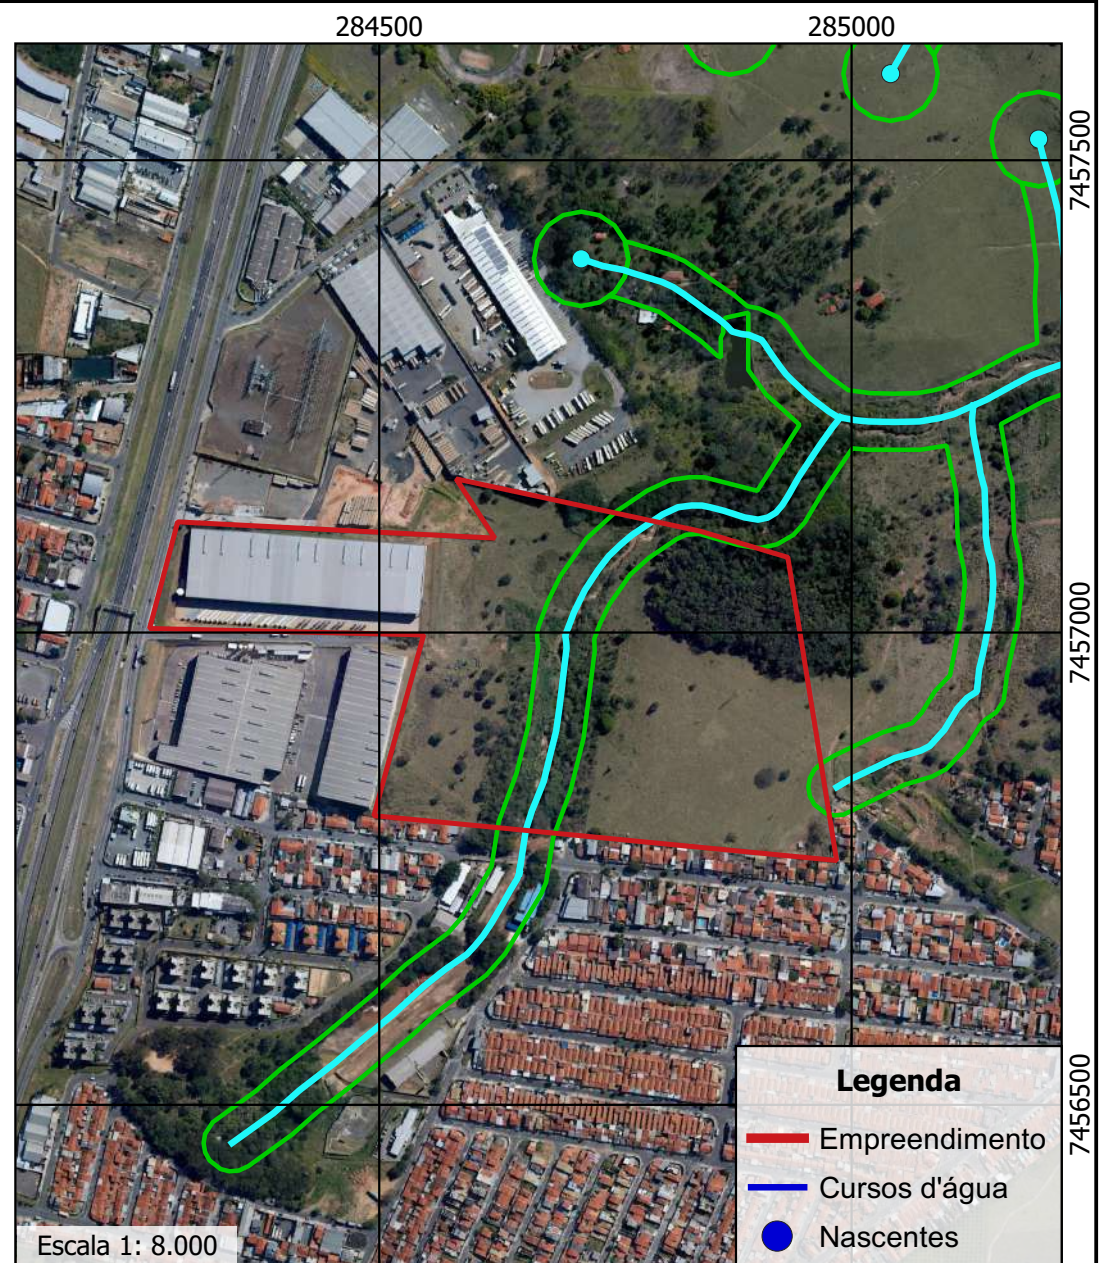 284500
285000
7457500
7457000
7456500
Legenda
Empreendimento
Cursos d'água
Nascentes
Escala 1: 8.000